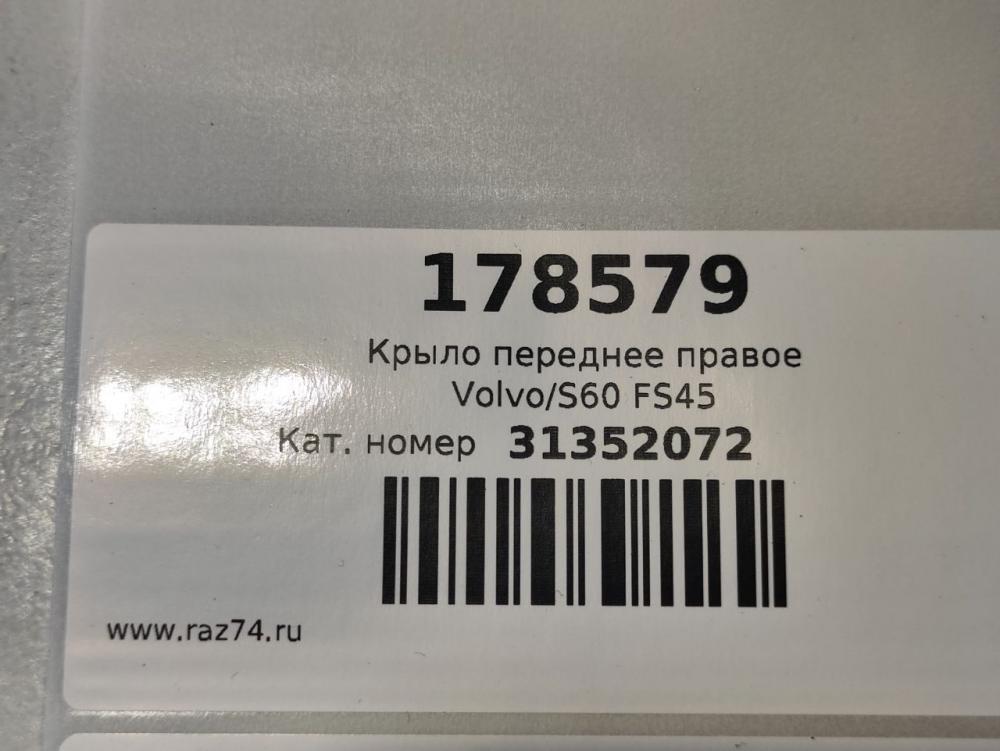 178579
Крыло переднее правое
Volvo/S60 FS45
Кат. номер 31352072
www.raz74.ru